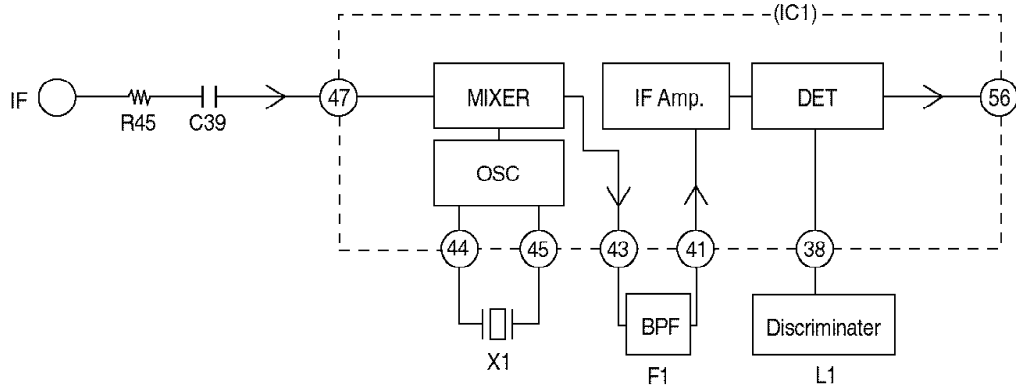 (IC1)
IF
R45
C39
47
MIXER
IF Amp.
DET
56
OSC
44
45
43
41
38
X1
BPF
F1
Discriminater
L1